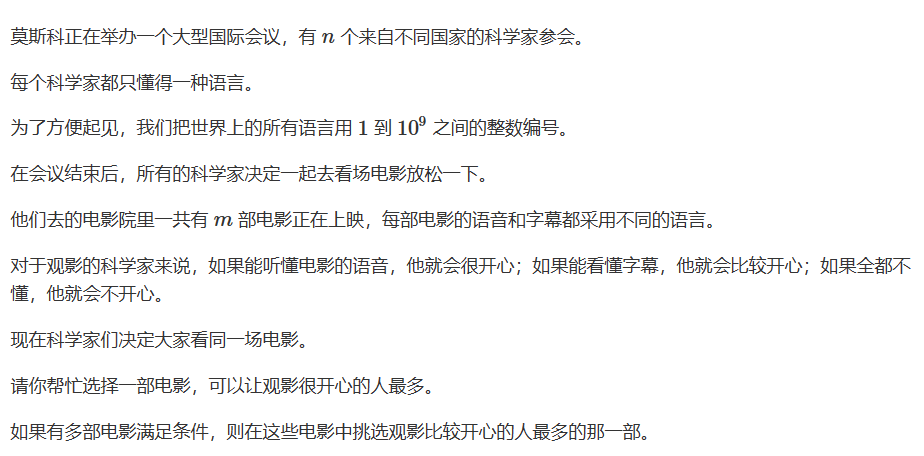 莫斯科正在举办一个大型国际会议，有 n 个来自不同国家的科学家参会。
每个科学家都只懂得一种语言。
为了方便起见，我们把世界上的所有语言用 1 到 10⁹ 之间的整数编号。
在会议结束后，所有的科学家决定一起去看场电影放松一下。
他们去的电影院里一共有 m 部电影正在上映，每部电影的语音和字幕都采用不同的语言。
对于观影的科学家来说，如果能听懂电影的语音，他就会很开心；如果能看懂字幕，他就会比较开心；如果全都不
懂，他就会不开心。
现在科学家们决定大家看同一场电影。
请你帮忙选择一部电影，可以让观影很开心的人最多。
如果有多部电影满足条件，则在这些电影中挑选观影比较开心的人最多的那一部。